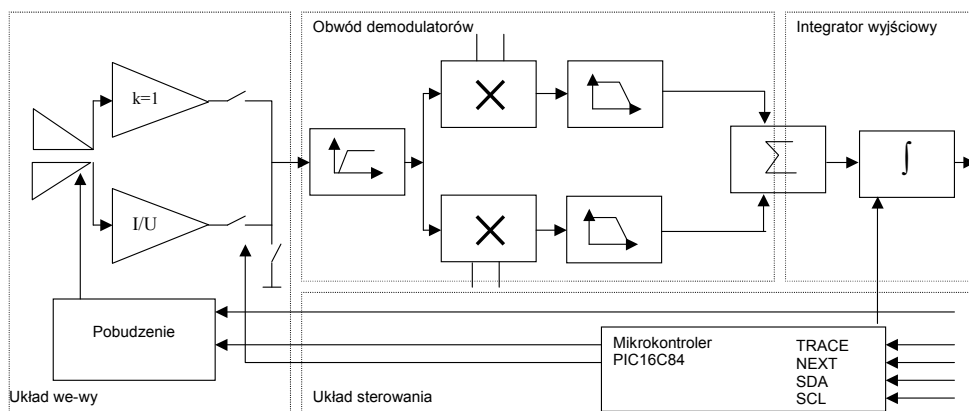 Obwód demodulatorów
Integrator wyjściowy
k=1
I/U
Σ
∫
Pobudzenie
Mikrokontroler
PIC16C84
TRACE
NEXT
SDA
SCL
Układ we-wy
Układ sterowania